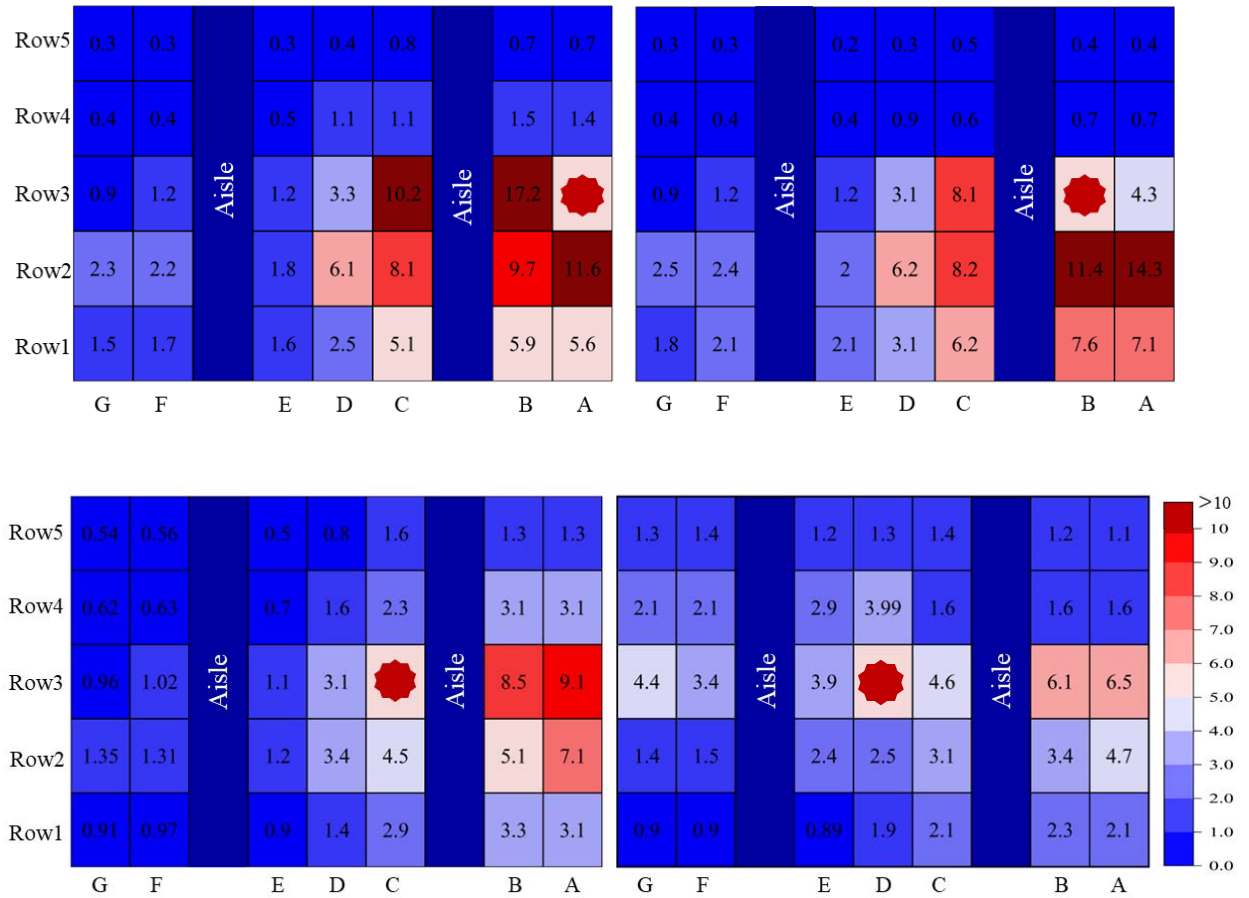 Row5 0.3 0.3 0.3 0.4 0.8 0.7 0.7 0.3 0.3 0.2 0.3 0.5 0.4 0.4
Row4 0.4 0.4 0.5 1.1 1.1 1.5 1.4 0.4 0.4 0.4 0.9 0.6 0.7 0.7
Row3 0.9 1.2 Aisle 1.2 3.3 10.2 Aisle 17.2 0.9 1.2 Aisle 1.2 3.1 8.1 Aisle 4.3
Row2 2.3 2.2 1.8 6.1 8.1 9.7 11.6 2.5 2.4 2 6.2 8.2 11.4 14.3
Row1 1.5 1.7 1.6 2.5 5.1 5.9 5.6 1.8 2.1 2.1 3.1 6.2 7.6 7.1
G F E D C B A G F E D C B A
Row5 0.54 0.56 0.5 0.8 1.6 1.3 1.3 1.3 1.4 1.2 1.3 1.4 1.2 1.1
Row4 0.62 0.63 0.7 1.6 2.3 3.1 3.1 2.1 2.1 2.9 3.99 1.6 1.6 1.6
Row3 0.96 1.02 Aisle 1.1 3.1 Aisle 8.5 9.1 4.4 3.4 Aisle 3.9 4.6 Aisle 6.1 6.5
Row2 1.35 1.31 1.2 3.4 4.5 5.1 7.1 1.4 1.5 2.4 2.5 3.1 3.4 4.7
Row1 0.91 0.97 0.9 1.4 2.9 3.3 3.1 0.9 0.9 0.89 1.9 2.1 2.3 2.1
G F E D C B A G F E D C B A
>10
10
9.0
8.0
7.0
6.0
5.0
4.0
3.0
2.0
1.0
0.0